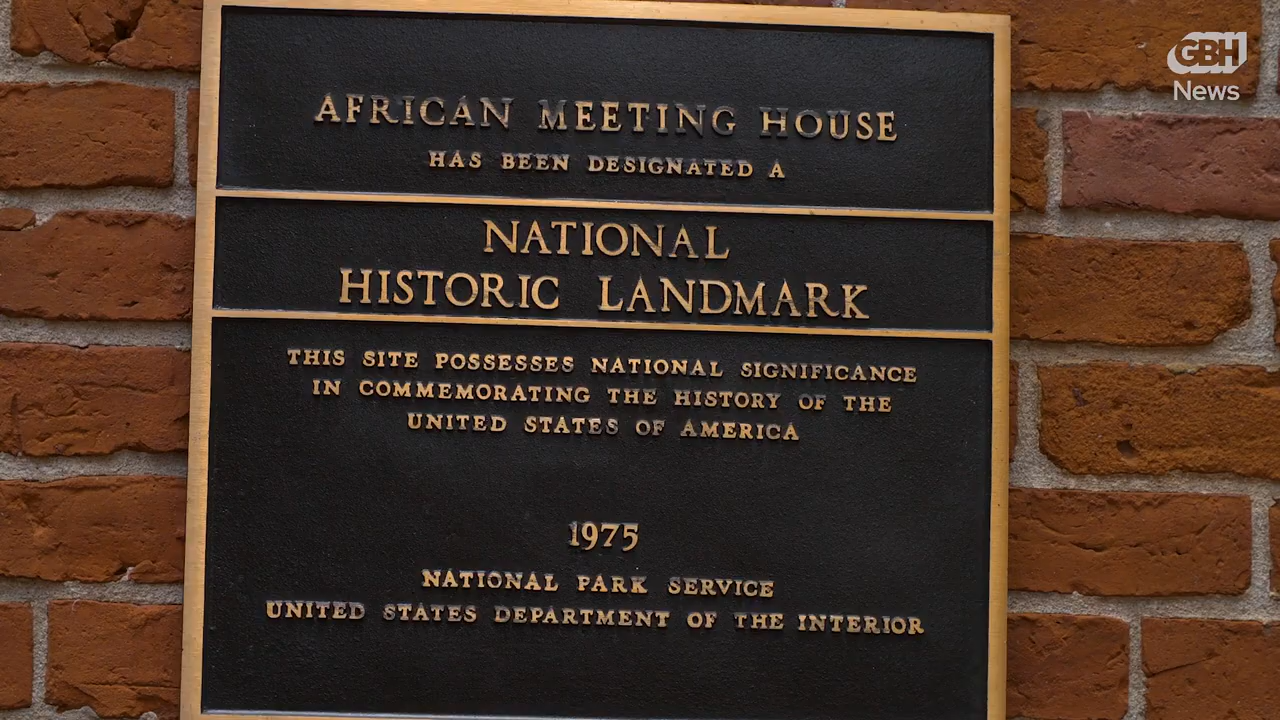 GBH
News
AFRICAN MEETING HOUSE
HAS BEEN DESIGNATED A
NATIONAL
HISTORIC LANDMARK
THIS SITE POSSESSES NATIONAL SIGNIFICANCE
IN COMMEMORATING THE HISTORY OF THE
UNITED STATES OF AMERICA
1975
NATIONAL PARK SERVICE
UNITED STATES DEPARTMENT OF THE INTERIOR